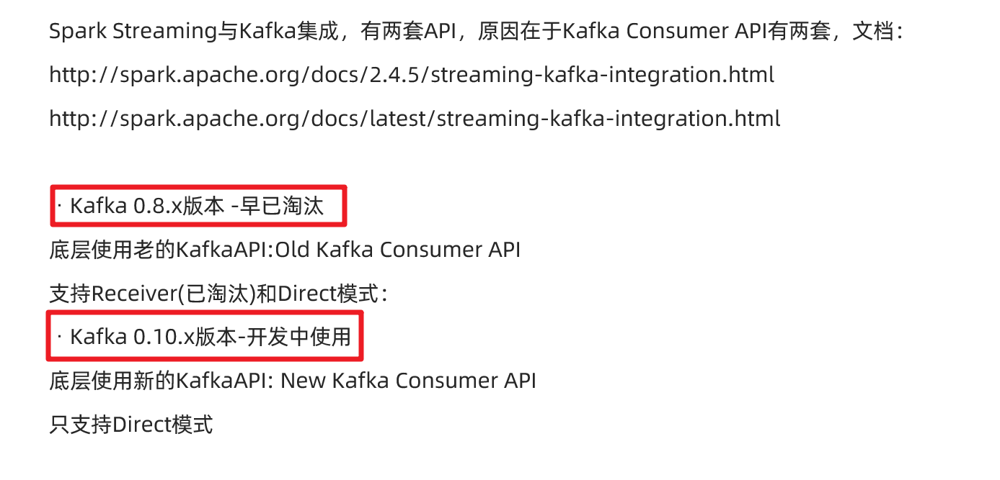 Spark Streaming与Kafka集成，有两套API，原因在于Kafka Consumer API有两套，文档：
http://spark.apache.org/docs/2.4.5/streaming-kafka-integration.html
http://spark.apache.org/docs/latest/streaming-kafka-integration.html
· Kafka 0.8.x版本 -早已淘汰
底层使用老的KafkaAPI:Old Kafka Consumer API
支持Receiver(已淘汰)和Direct模式：
· Kafka 0.10.x版本-开发中使用
底层使用新的KafkaAPI: New Kafka Consumer API
只支持Direct模式